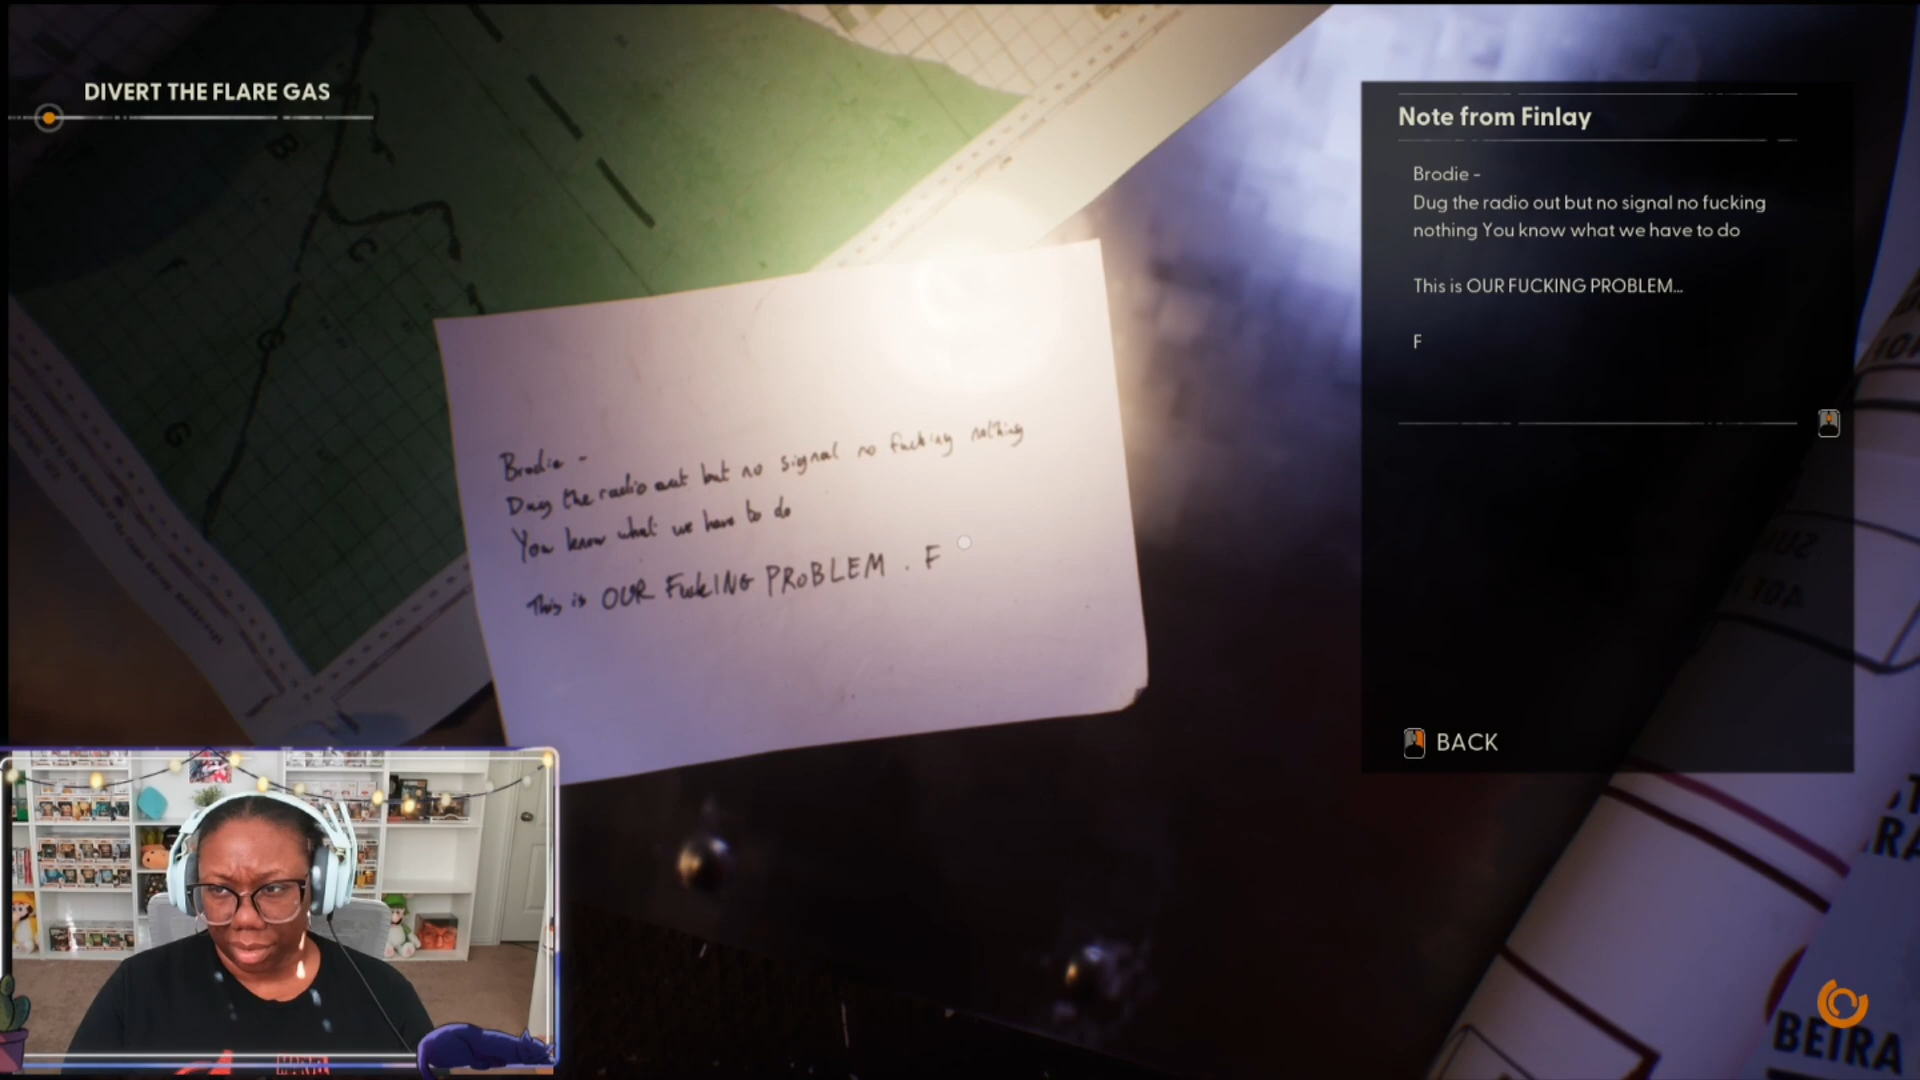 DIVERT THE FLARE GAS
B
C
G
G
Brodie -
Dug the radio out but no signal no fucking nothing
You know what we have to do
This is OUR FuckING PROBLEM . F
Note from Finlay
Brodie -
Dug the radio out but no signal no fucking
nothing You know what we have to do
This is OUR FUCKING PROBLEM...
F
BACK
BEIRA